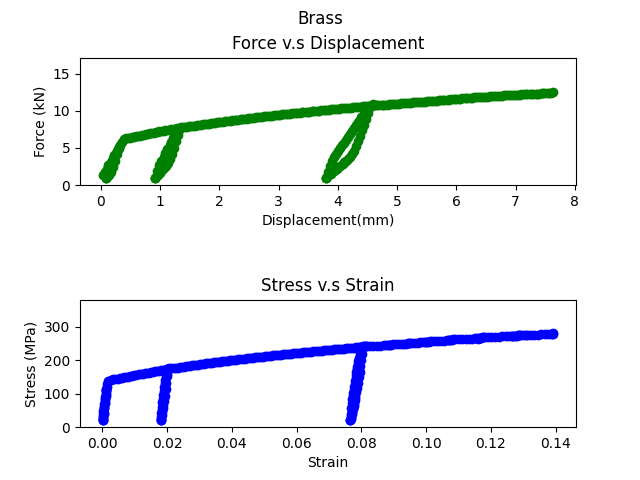 Brass
Force v.s Displacement
Force (kN)
15
10
5
0
0 1 2 3 4 5 6 7 8
Displacement(mm)
Stress v.s Strain
Stress (MPa)
300
200
100
0
0.00 0.02 0.04 0.06 0.08 0.10 0.12 0.14
Strain